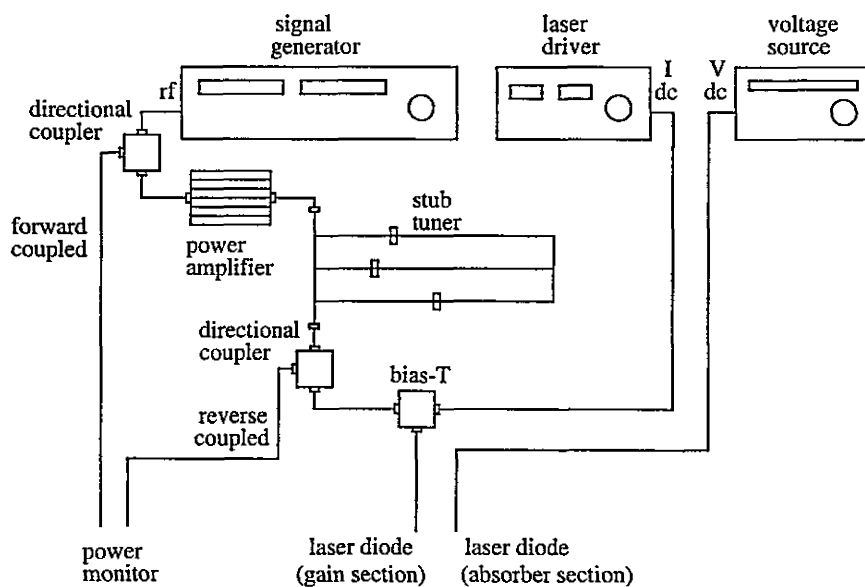 signal
generator
laser
driver
voltage
source
rf
I
dc
V
dc
directional
coupler
forward
coupled
power
amplifier
stub
tuner
directional
coupler
bias-T
reverse
coupled
power
monitor
laser diode
(gain section)
laser diode
(absorber section)